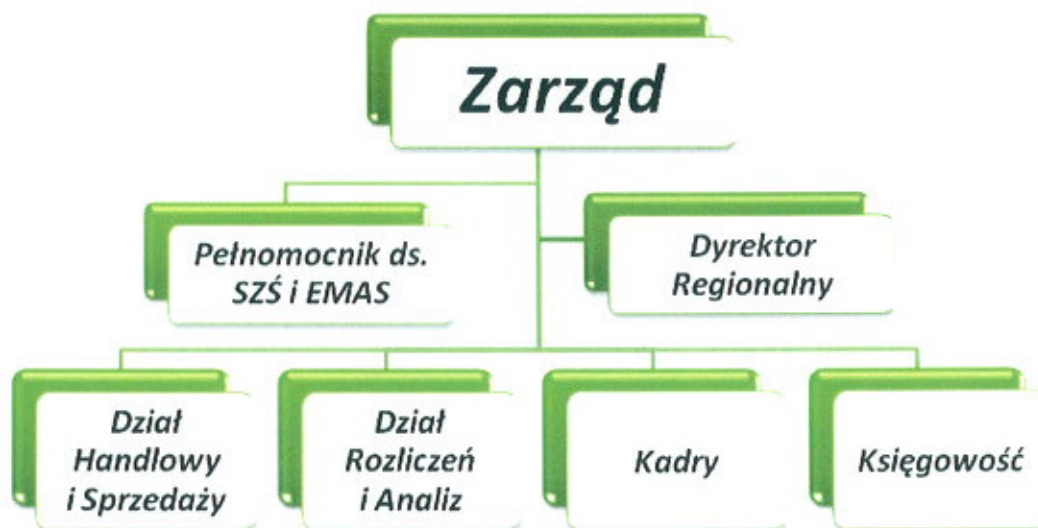 Zarząd
Pełnomocnik ds.
SZŚ i EMAS
Dyrektor
Regionalny
Dział
Handlowy
i Sprzedaży
Dział
Rozliczeń
i Analiz
Kadry
Księgowość